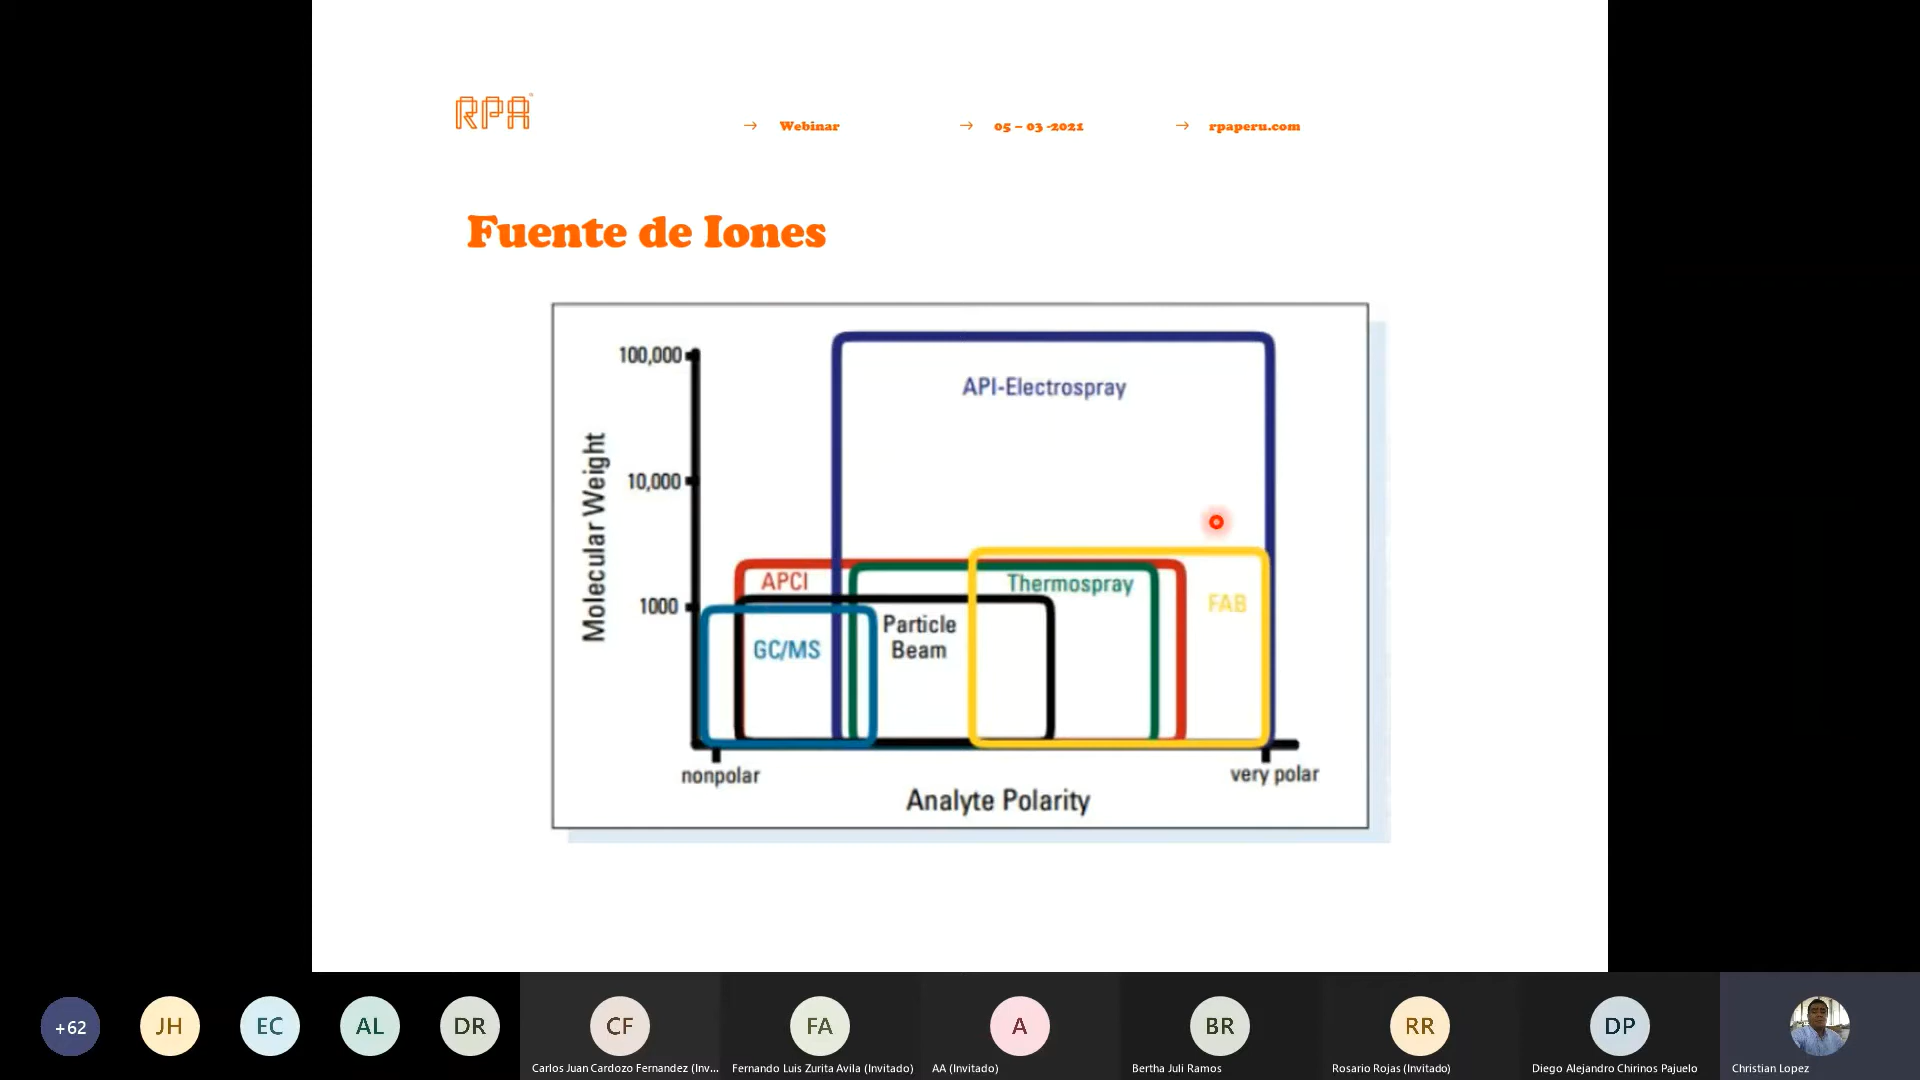 RPA
→ Webinar → 05 – 03 -2021 → rpaperu.com
Fuente de Iones
100,000
API-Electrospray
10,000
Molecular Weight
APCI
Thermospray
FAB
1000
Particle
Beam
GC/MS
nonpolar
very polar
Analyte Polarity
+62
JH
EC
AL
DR
CF
FA
A
BR
RR
DP
Carlos Juan Cardozo Fernandez (Inv...
Fernando Luis Zurita Avila (Invitado)
AA (Invitado)
Bertha Juli Ramos
Rosario Rojas (Invitado)
Diego Alejandro Chirinos Pajuelo
Christian Lopez